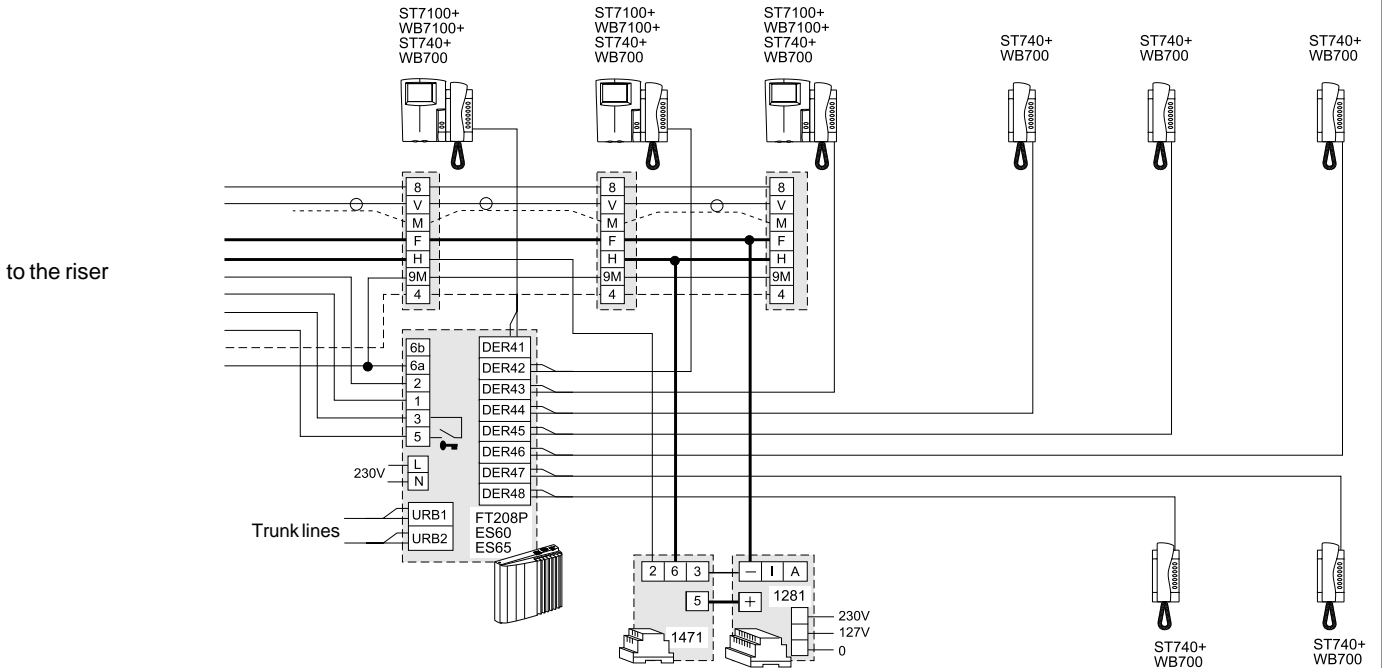 ST7100+
WB7100+
ST740+
WB700
ST7100+
WB7100+
ST740+
WB700
ST7100+
WB7100+
ST740+
WB700
ST740+
WB700
ST740+
WB700
ST740+
WB700
to the riser
8
V
M
F
H
9M
4
8
V
M
F
H
9M
4
8
V
M
F
H
9M
4
6b
6a
2
1
3
5
L
N
230V
URB1
URB2
Trunk lines
DER41
DER42
DER43
DER44
DER45
DER46
DER47
DER48
FT208P
ES60
ES65
2 6 3
5
1471
– I A
+
1281
230V
127V
0
ST740+
WB700
ST740+
WB700